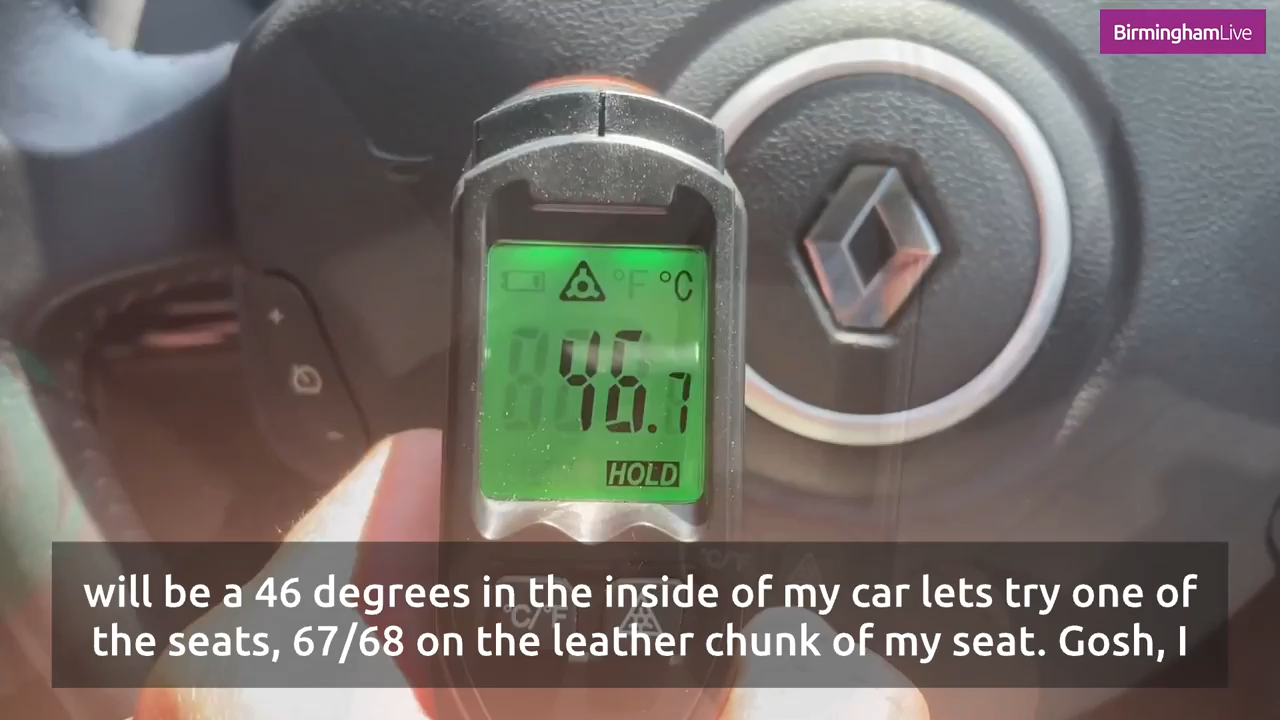 BirminghamLive
°F °C
46.7
HOLD
°C/°F
°C/°F
will be a 46 degrees in the inside of my car lets try one of
the seats, 67/68 on the leather chunk of my seat. Gosh, I